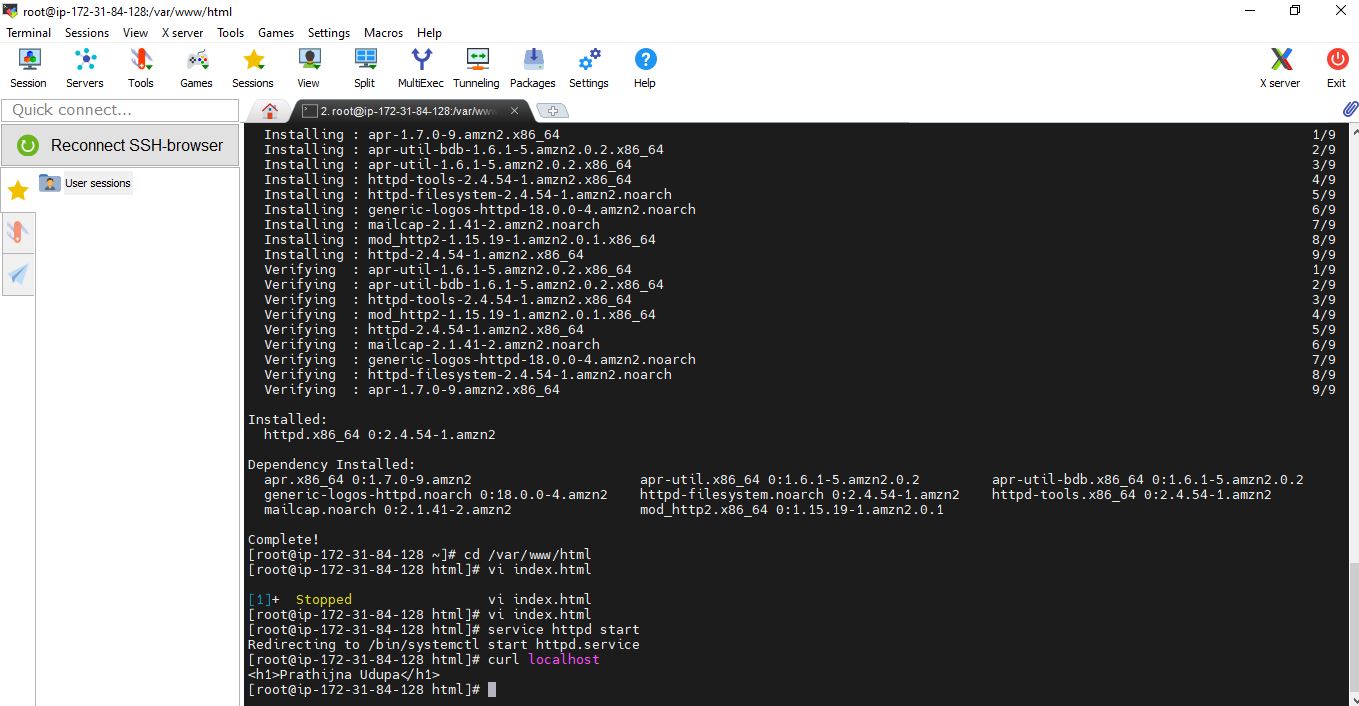 root@ip-172-31-84-128:/var/www/html
Terminal Sessions View X server Tools Games Settings Macros Help
Session Servers Tools Games Sessions View Split MultiExec Tunneling Packages Settings Help X server Exit
Quick connect...
2. root@ip-172-31-84-128:/var/www
Reconnect SSH-browser
User sessions
Installing : apr-1.7.0-9.amzn2.x86_64 1/9
Installing : apr-util-bdb-1.6.1-5.amzn2.0.2.x86_64 2/9
Installing : apr-util-1.6.1-5.amzn2.0.2.x86_64 3/9
Installing : httpd-tools-2.4.54-1.amzn2.x86_64 4/9
Installing : httpd-filesystem-2.4.54-1.amzn2.noarch 5/9
Installing : generic-logos-httpd-18.0.0-4.amzn2.noarch 6/9
Installing : mailcap-2.1.41-2.amzn2.noarch 7/9
Installing : mod_http2-1.15.19-1.amzn2.0.1.x86_64 8/9
Installing : httpd-2.4.54-1.amzn2.x86_64 9/9
Verifying : apr-util-1.6.1-5.amzn2.0.2.x86_64 1/9
Verifying : apr-util-bdb-1.6.1-5.amzn2.0.2.x86_64 2/9
Verifying : httpd-tools-2.4.54-1.amzn2.x86_64 3/9
Verifying : mod_http2-1.15.19-1.amzn2.0.1.x86_64 4/9
Verifying : httpd-2.4.54-1.amzn2.x86_64 5/9
Verifying : mailcap-2.1.41-2.amzn2.noarch 6/9
Verifying : generic-logos-httpd-18.0.0-4.amzn2.noarch 7/9
Verifying : httpd-filesystem-2.4.54-1.amzn2.noarch 8/9
Verifying : apr-1.7.0-9.amzn2.x86_64 9/9
Installed:
httpd.x86_64 0:2.4.54-1.amzn2
Dependency Installed:
apr.x86_64 0:1.7.0-9.amzn2 apr-util.x86_64 0:1.6.1-5.amzn2.0.2 apr-util-bdb.x86_64 0:1.6.1-5.amzn2.0.2
generic-logos-httpd.noarch 0:18.0.0-4.amzn2 httpd-filesystem.noarch 0:2.4.54-1.amzn2 httpd-tools.x86_64 0:2.4.54-1.amzn2
mailcap.noarch 0:2.1.41-2.amzn2 mod_http2.x86_64 0:1.15.19-1.amzn2.0.1
Complete!
[root@ip-172-31-84-128 ~]# cd /var/www/html
[root@ip-172-31-84-128 html]# vi index.html
[1]+ Stopped vi index.html
[root@ip-172-31-84-128 html]# vi index.html
[root@ip-172-31-84-128 html]# service httpd start
Redirecting to /bin/systemctl start httpd.service
[root@ip-172-31-84-128 html]# curl localhost
<h1>Prathijna Udupa</h1>
[root@ip-172-31-84-128 html]#